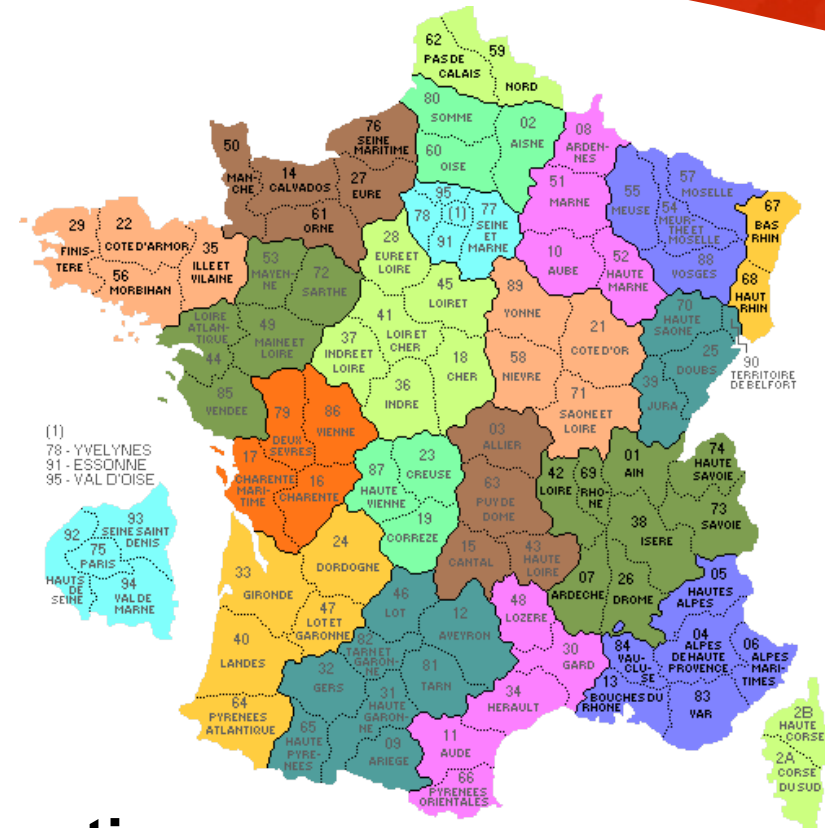 62
PAS DE
CALAIS
59
NORD
80
SOMME
02
AISNE
60
OISE
76
SEINE
MARITIME
50
MAN-
CHE
14
CALVADOS
27
EURE
61
ORNE
08
ARDEN-
NES
51
MARNE
10
AUBE
52
HAUTE
MARNE
55
MEUSE
57
MOSELLE
54
MEUR-
THE ET
MOSELLE
88
VOSGES
67
BAS
RHIN
68
HAUT
RHIN
95
78
(1)
91
77
SEINE
ET
MARNE
29
FINIS-
TERE
22
COTE D'ARMOR
56
MORBIHAN
35
ILLE ET
VILAINE
53
MAYEN-
NE
72
SARTHE
LOIRE
ATLAN-
TIQUE
44
49
MAINE ET
LOIRE
85
VENDEE
28
EURE ET
LOIRE
45
LOIRET
41
LOIR ET
CHER
37
INDRE ET
LOIRE
18
CHER
36
INDRE
89
YONNE
21
COTE D'OR
58
NIEVRE
71
SAONE ET
LOIRE
70
HAUTE
SAONE
25
DOUBS
39
JURA
90
TERRITOIRE
DE BELFORT
79
DEUX
SEVRES
86
VIENNE
17
CHARENTE
MARI-
TIME
16
CHARENTE
87
HAUTE
VIENNE
23
CREUSE
19
CORREZE
03
ALLIER
63
PUY DE
DOME
15
CANTAL
43
HAUTE
LOIRE
42
LOIRE
69
RHO-
NE
01
AIN
74
HAUTE
SAVOIE
73
SAVOIE
38
ISERE
07
ARDECHE
26
DROME
(1)
78 - YVELYNES
91 - ESSONNE
95 - VAL D'OISE
92
HAUTS
DE
SEINE
93
SEINE SAINT
DENIS
75
PARIS
94
VAL DE
MARNE
24
DORDOGNE
33
GIRONDE
47
LOT ET
GARONNE
40
LANDES
64
PYRENEES
ATLANTIQUE
46
LOT
12
AVEYRON
82
TARN ET
GARON-
NE
32
GERS
81
TARN
31
HAUTE
GARON-
NE
65
HAUTE
PYRE-
NEES
09
ARIEGE
48
LOZERE
30
GARD
34
HERAULT
11
AUDE
66
PYRENEES
ORIENTALES
05
HAUTES
ALPES
04
ALPES
DE HAUTE
PROVENCE
06
ALPES
MARI-
TIMES
84
VAU-
CLU-
SE
13
BOUCHES DU
RHONE
83
VAR
2B
HAUTE
CORSE
2A
CORSE
DU SUD